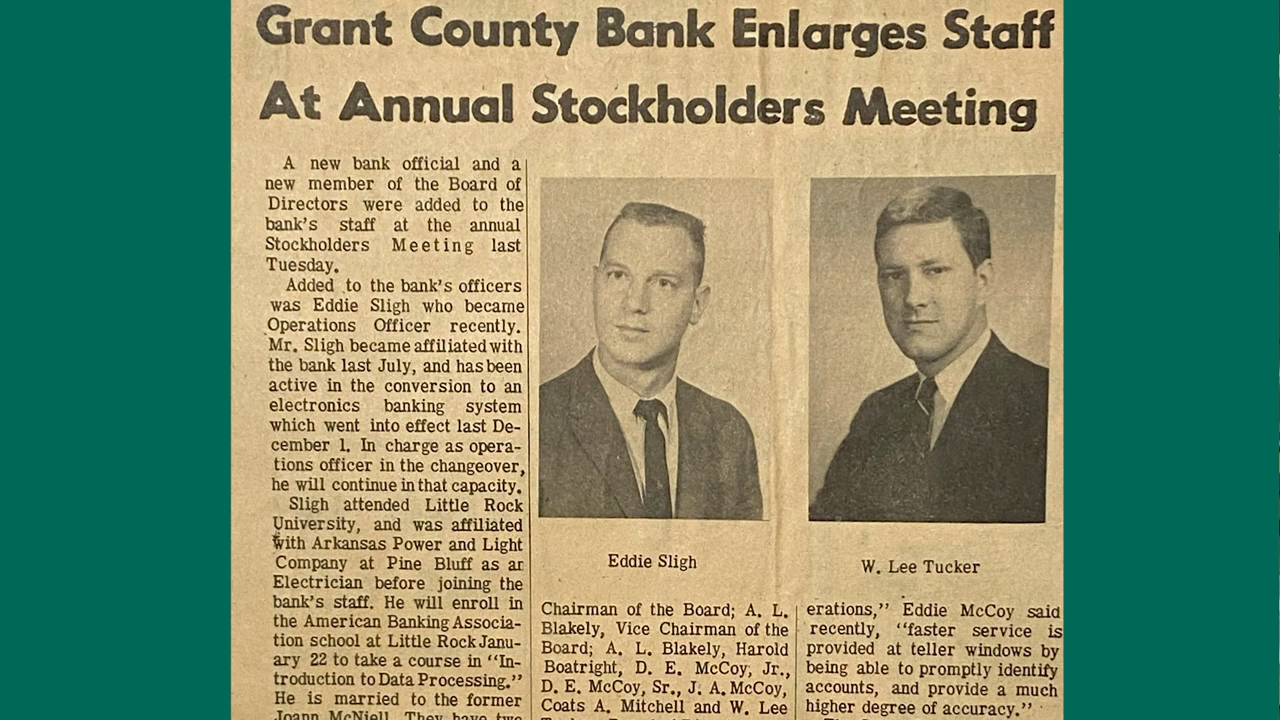 Grant County Bank Enlarges Staff
At Annual Stockholders Meeting
A new bank official and a
new member of the Board of
Directors were added to the
bank's staff at the annual
Stockholders Meeting last
Tuesday.
Added to the bank's officers
was Eddie Sligh who became
Operations Officer recently.
Mr. Sligh became affiliated with
the bank last July, and has been
active in the conversion to an
electronics banking system
which went into effect last De-
cember 1. In charge as opera-
tions officer in the changeover,
he will continue in that capacity.
Sligh attended Little Rock
University, and was affiliated
with Arkansas Power and Light
Company at Pine Bluff as an
Electrician before joining the
bank's staff. He will enroll in
the American Banking Associa-
tion school at Little Rock Janu-
ary 22 to take a course in "In-
troduction to Data Processing."
He is married to the former
Joann McNiell. They have two
Eddie Sligh
Chairman of the Board; A. L.
Blakely, Vice Chairman of the
Board; A. L. Blakely, Harold
Boatright, D. E. McCoy, Jr.,
D. E. McCoy, Sr., J. A. McCoy,
Coats A. Mitchell and W. Lee
W. Lee Tucker
erations," Eddie McCoy said
recently, "faster service is
provided at teller windows by
being able to promptly identify
accounts, and provide a much
higher degree of accuracy."